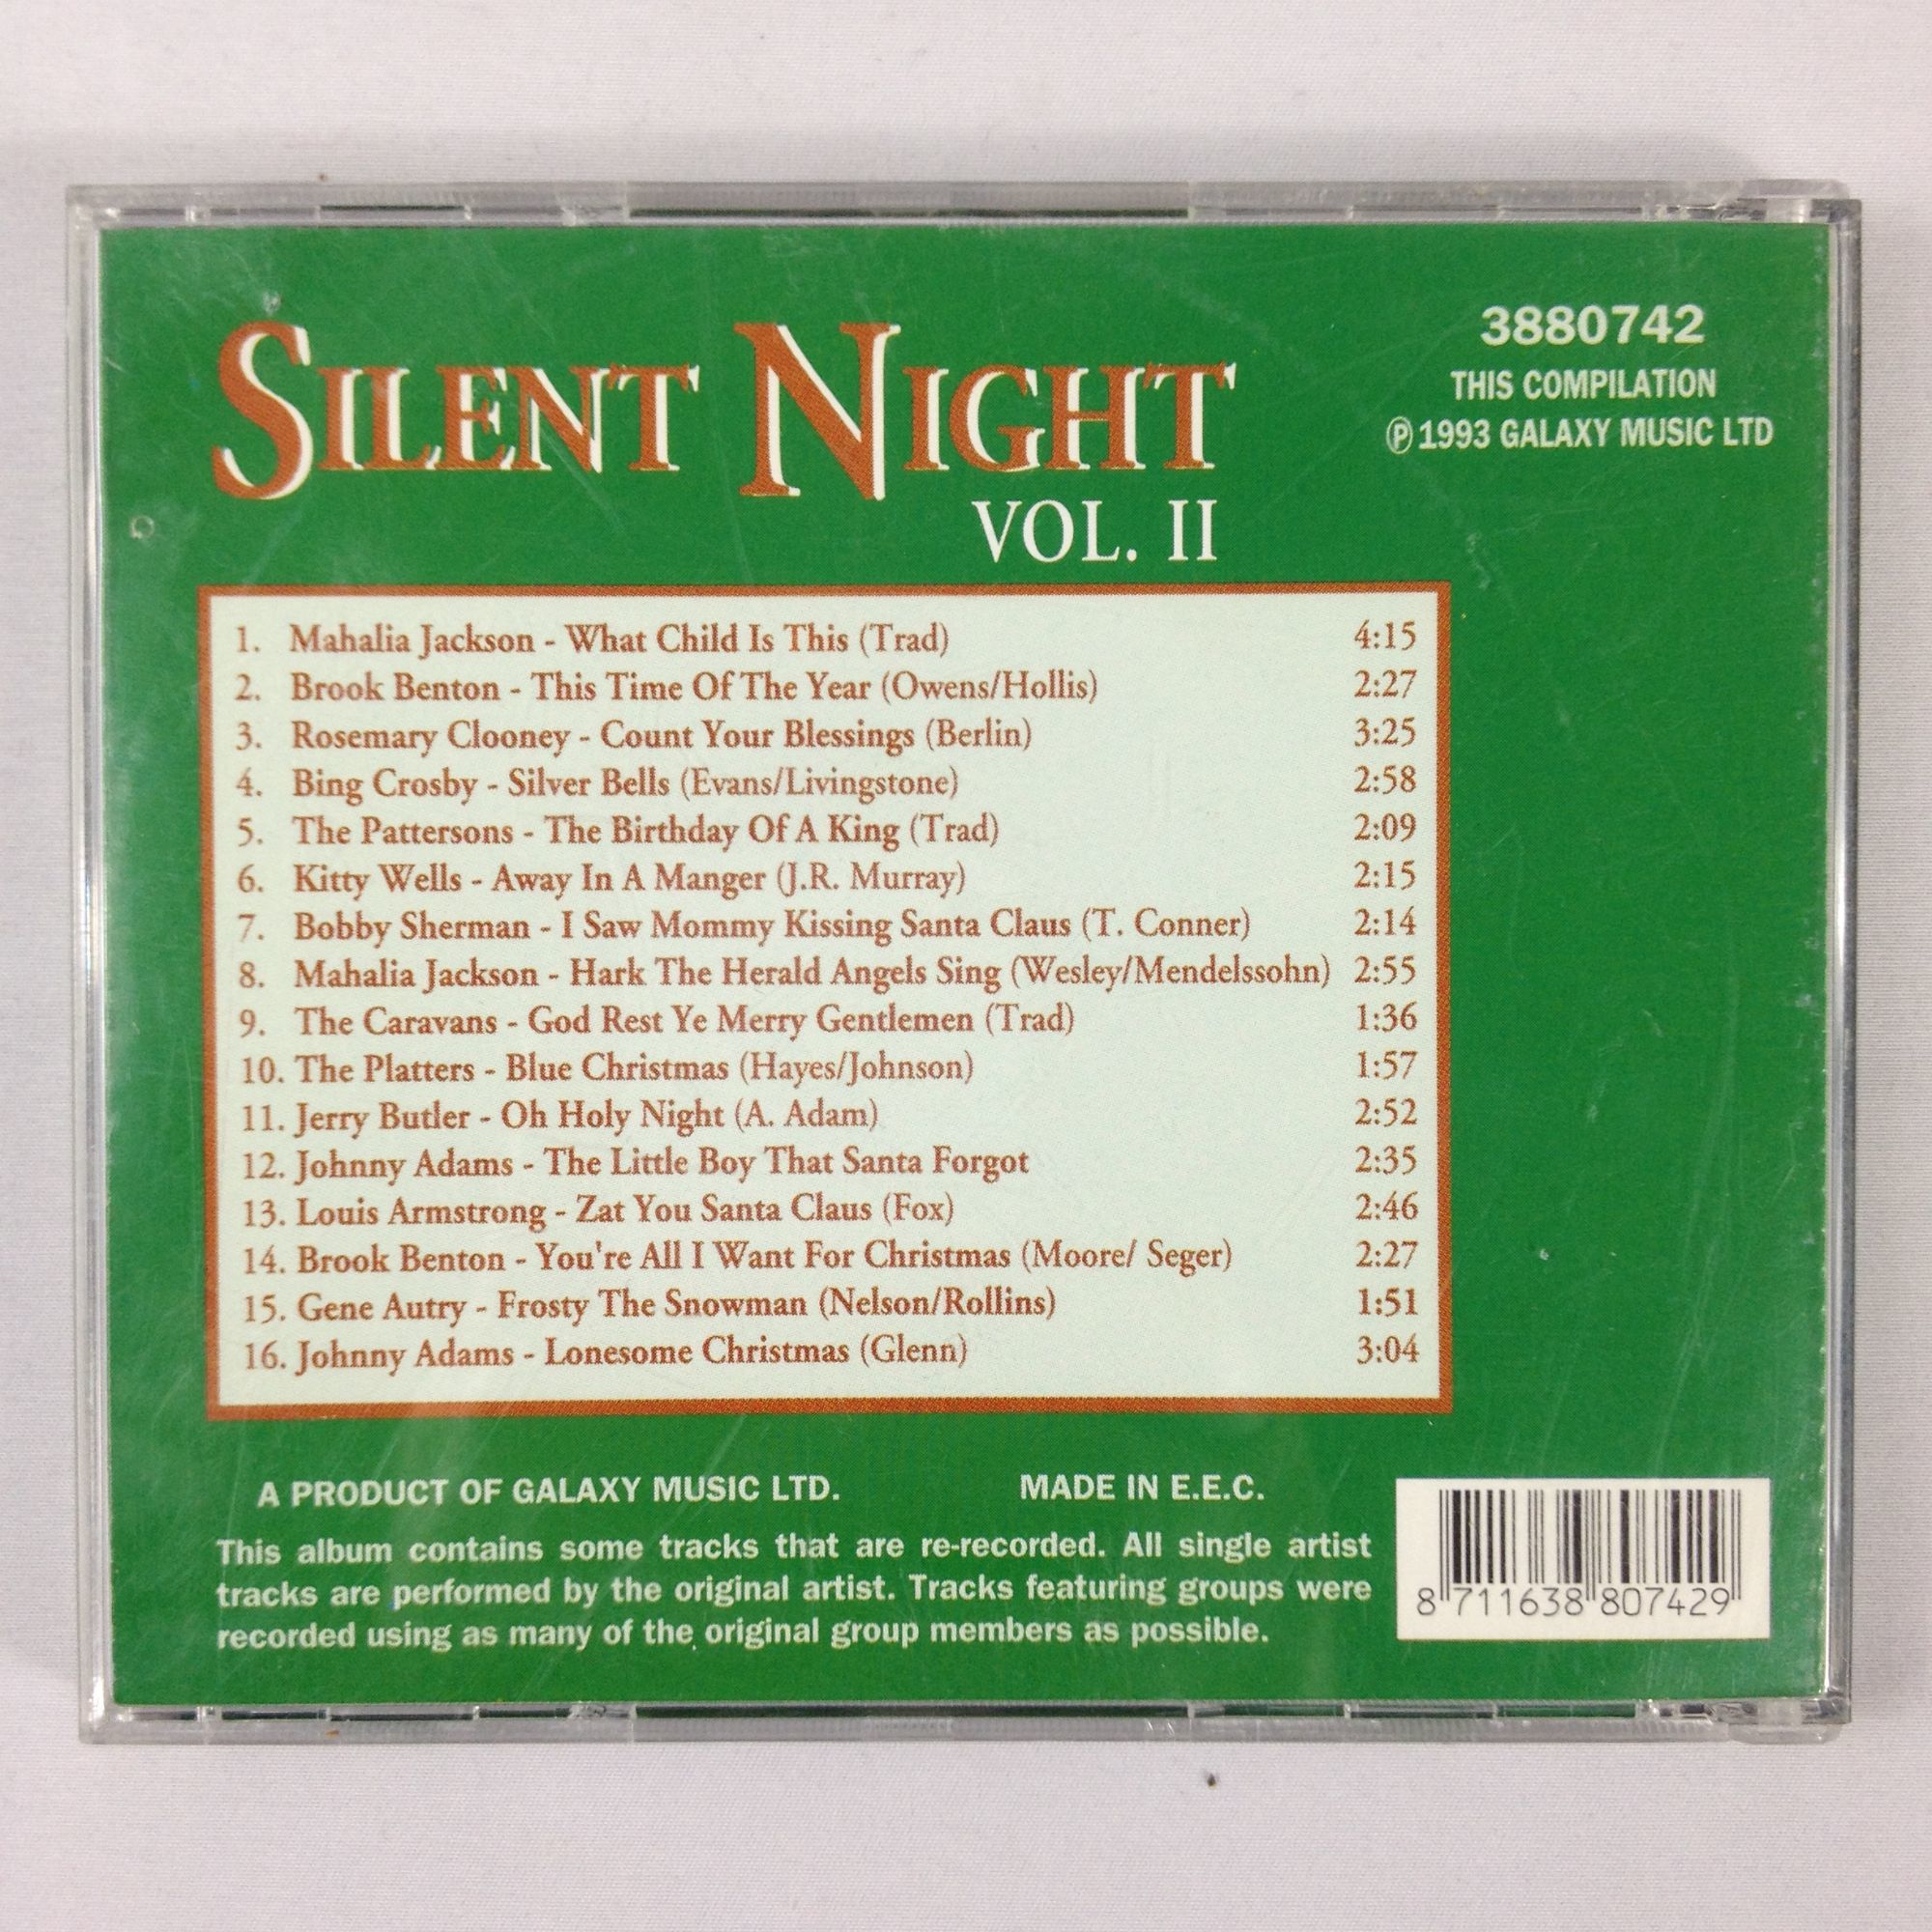 SILENT NIGHT
VOL. II
3880742
THIS COMPILATION
℗ 1993 GALAXY MUSIC LTD
1. Mahalia Jackson - What Child Is This (Trad) 4:15
2. Brook Benton - This Time Of The Year (Owens/Hollis) 2:27
3. Rosemary Clooney - Count Your Blessings (Berlin) 3:25
4. Bing Crosby - Silver Bells (Evans/Livingstone) 2:58
5. The Pattersons - The Birthday Of A King (Trad) 2:09
6. Kitty Wells - Away In A Manger (J.R. Murray) 2:15
7. Bobby Sherman - I Saw Mommy Kissing Santa Claus (T. Conner) 2:14
8. Mahalia Jackson - Hark The Herald Angels Sing (Wesley/Mendelssohn) 2:55
9. The Caravans - God Rest Ye Merry Gentlemen (Trad) 1:36
10. The Platters - Blue Christmas (Hayes/Johnson) 1:57
11. Jerry Butler - Oh Holy Night (A. Adam) 2:52
12. Johnny Adams - The Little Boy That Santa Forgot 2:35
13. Louis Armstrong - Zat You Santa Claus (Fox) 2:46
14. Brook Benton - You're All I Want For Christmas (Moore/ Seger) 2:27
15. Gene Autry - Frosty The Snowman (Nelson/Rollins) 1:51
16. Johnny Adams - Lonesome Christmas (Glenn) 3:04
A PRODUCT OF GALAXY MUSIC LTD. MADE IN E.E.C.
This album contains some tracks that are re-recorded. All single artist
tracks are performed by the original artist. Tracks featuring groups were
recorded using as many of the original group members as possible.
8 711638 807429